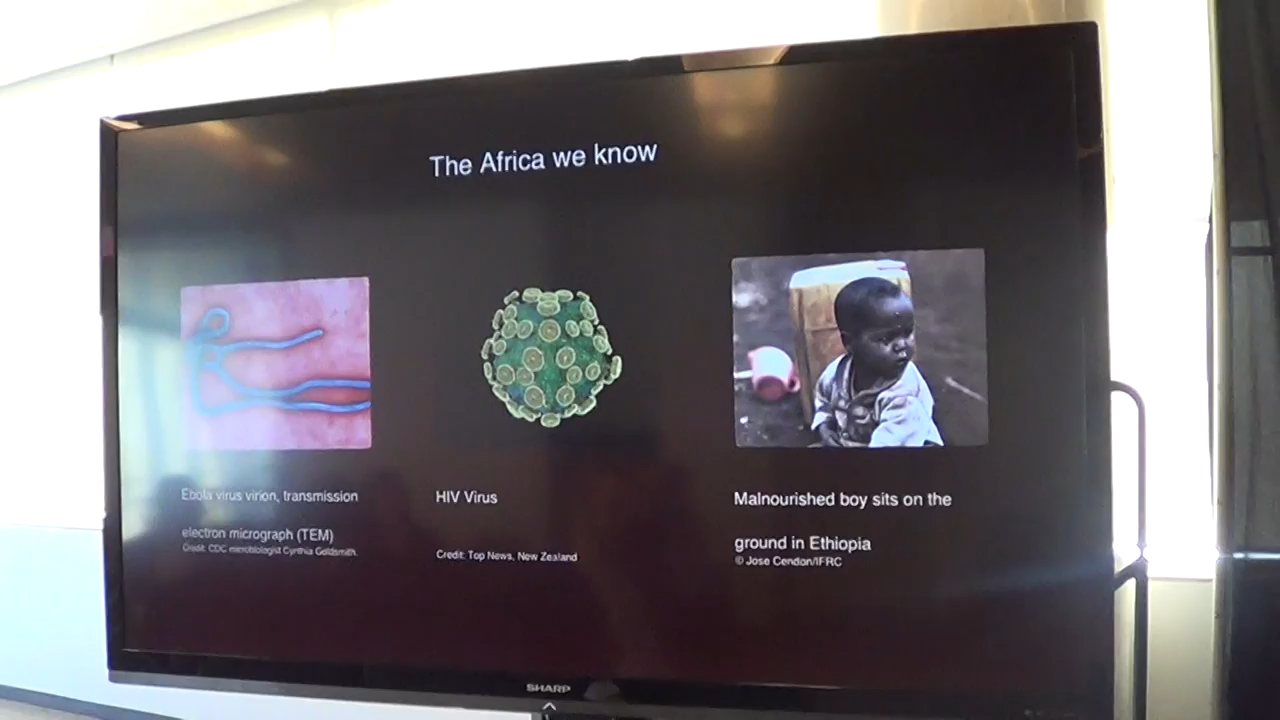 The Africa we know
Ebola virus virion, transmission
electron micrograph (TEM)
Credit: CDC microbiologist Cynthia Goldsmith.
HIV Virus
Credit: Top News, New Zealand
Malnourished boy sits on the
ground in Ethiopia
© Jose Cendon/IFRC
SHARP